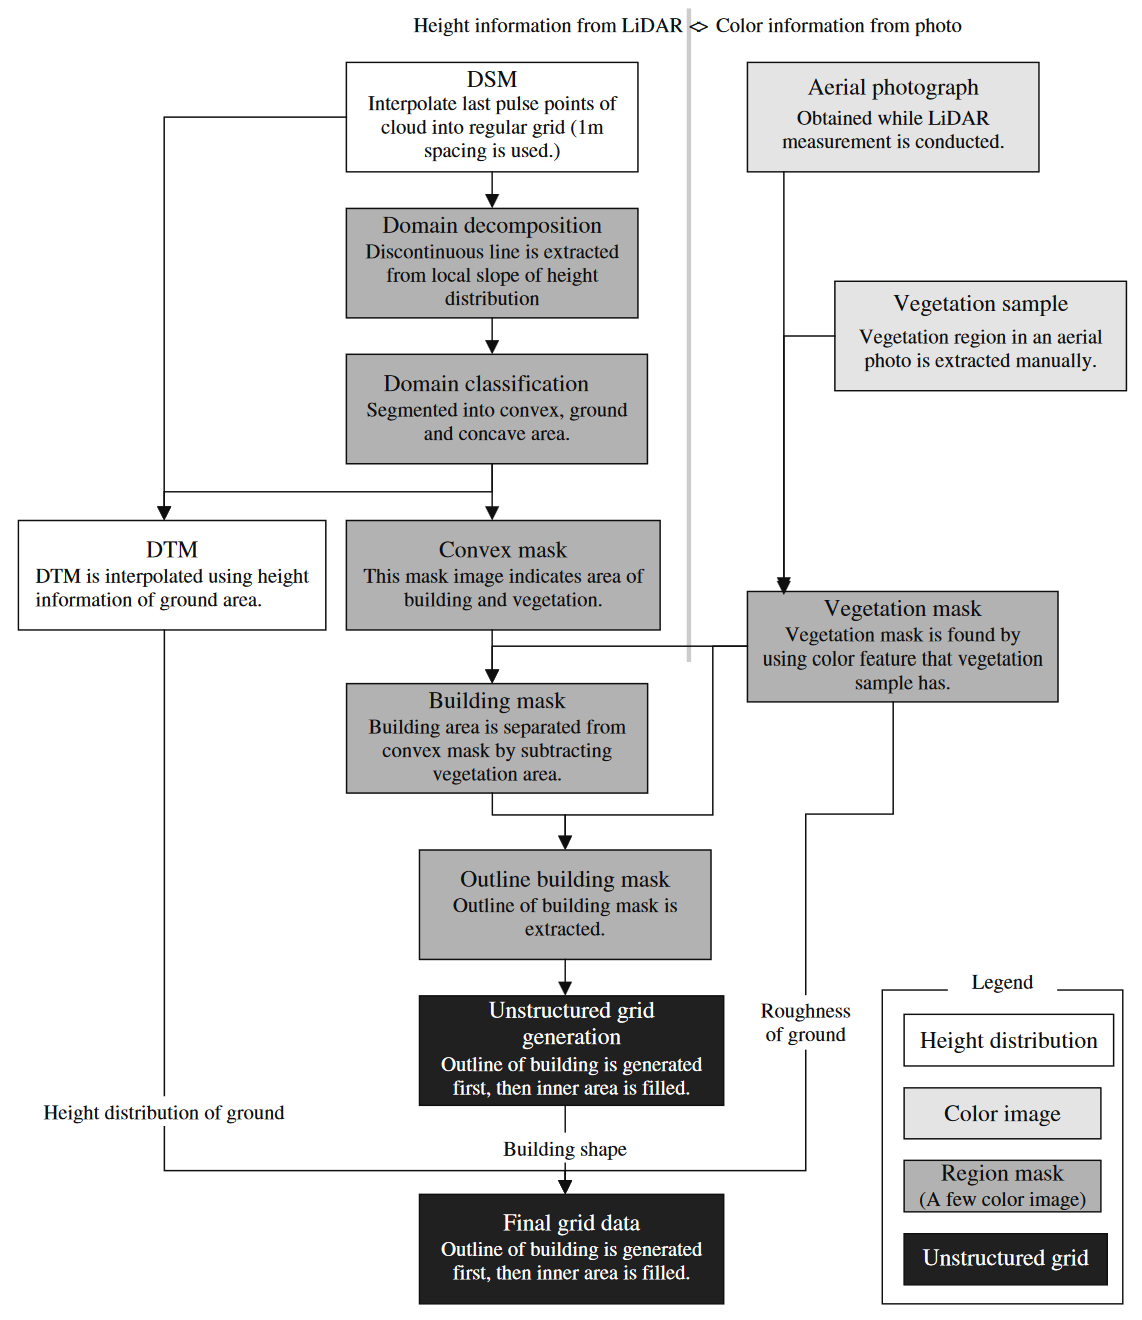 Height information from LiDAR <> Color information from photo
DSM
Interpolate last pulse points of
cloud into regular grid (1m
spacing is used.)
Aerial photograph
Obtained while LiDAR
measurement is conducted.
Domain decomposition
Discontinuous line is extracted
from local slope of height
distribution
Vegetation sample
Vegetation region in an aerial
photo is extracted manually.
Domain classification
Segmented into convex, ground
and concave area.
DTM
DTM is interpolated using height
information of ground area.
Convex mask
This mask image indicates area of
building and vegetation.
Vegetation mask
Vegetation mask is found by
using color feature that vegetation
sample has.
Building mask
Building area is separated from
convex mask by subtracting
vegetation area.
Outline building mask
Outline of building mask is
extracted.
Unstructured grid
generation
Outline of building is generated
first, then inner area is filled.
Roughness
of ground
Height distribution of ground
Building shape
Final grid data
Outline of building is generated
first, then inner area is filled.
Legend
Height distribution
Color image
Region mask
(A few color image)
Unstructured grid